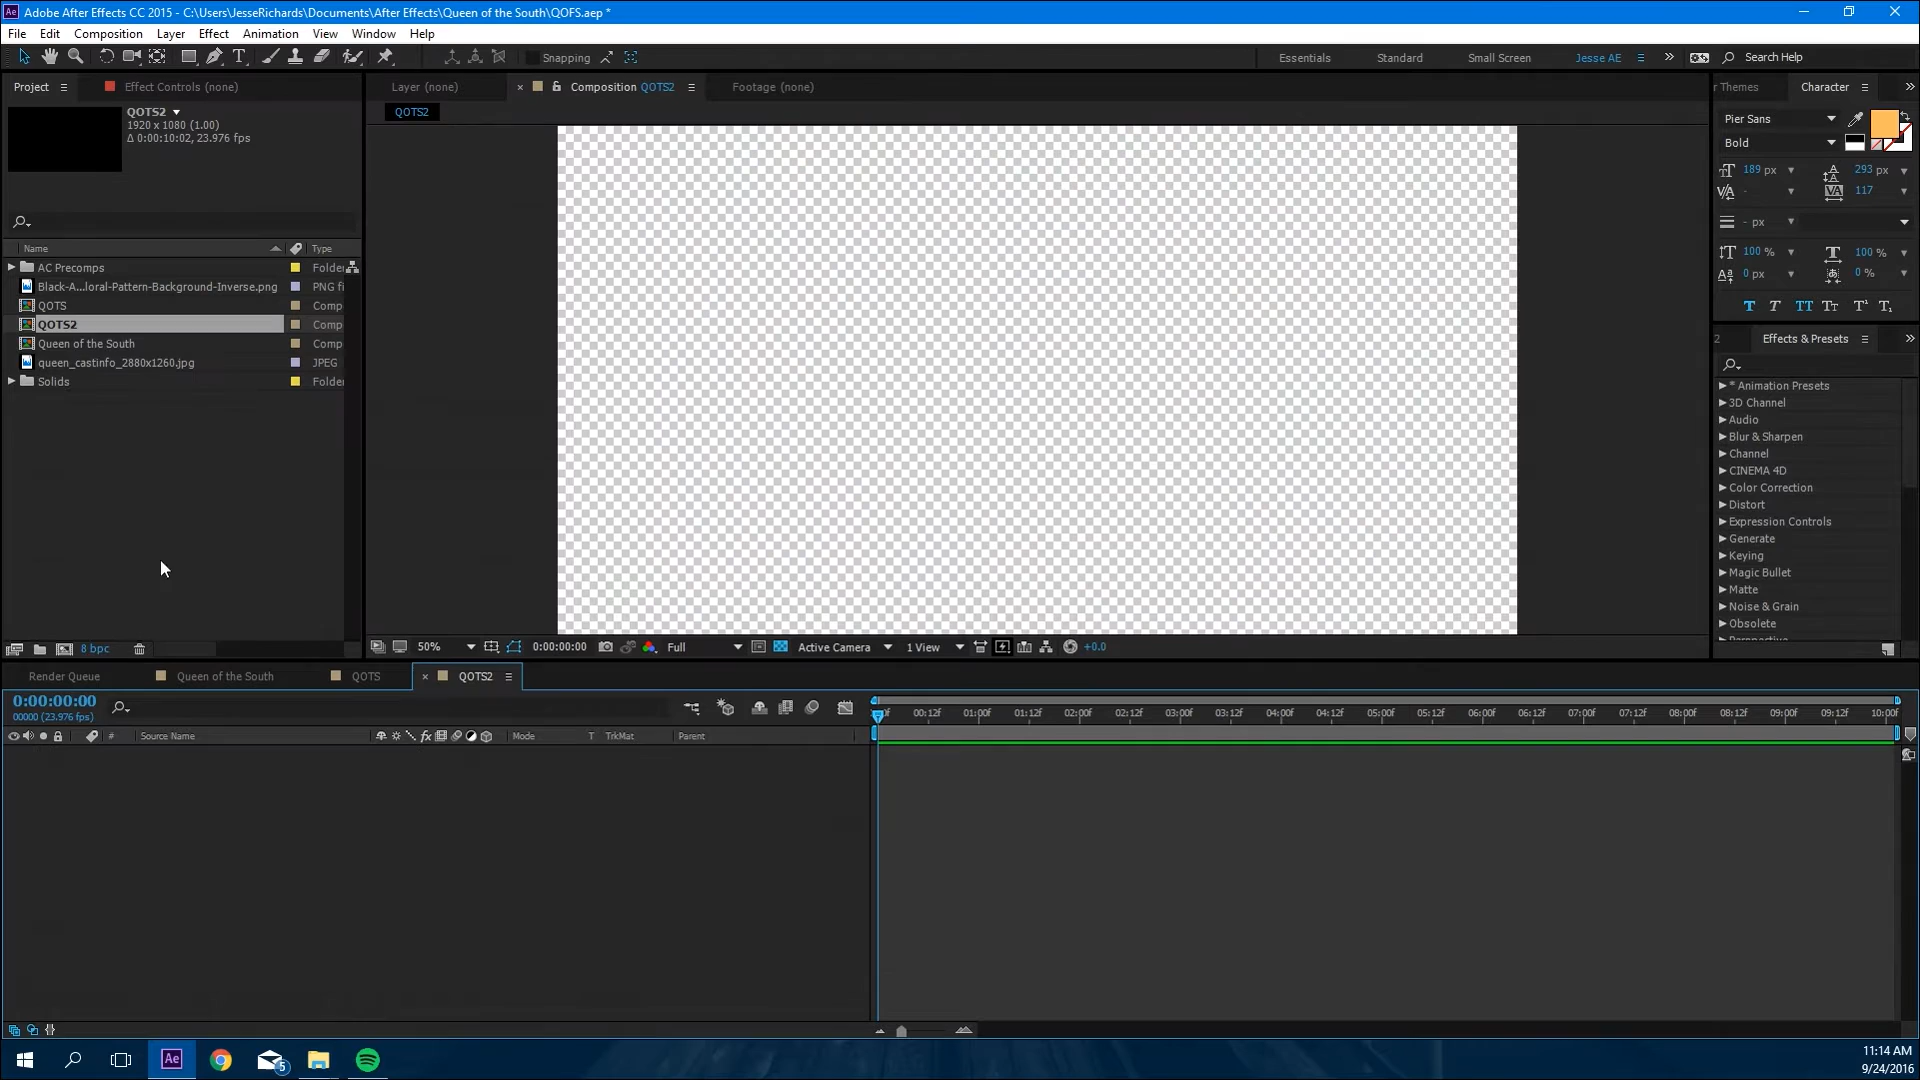 Adobe After Effects CC 2015 - C:\Users\JesseRichards\Documents\After Effects\Queen of the South\QOFS.aep *
File Edit Composition Layer Effect Animation View Window Help
Snapping
Essentials Standard Small Screen Jesse AE Search Help
Project Effect Controls (none)
Layer (none) Composition QOTS2 Footage (none)
r Themes Character
QOTS2
QOTS2
1920 x 1080 (1.00)
Δ 0:00:10:02, 23.976 fps
Pier Sans
Bold
189 px 293 px
- 117
- px
100 % 100 %
0 px 0 %
Name Type
AC Precomps Folde
Black-A...loral-Pattern-Background-Inverse.png PNG fi
QOTS Comp
QOTS2 Comp
Queen of the South Comp
queen_castinfo_2880x1260.jpg JPEG
Solids Folde
2 Effects & Presets
* Animation Presets
3D Channel
Audio
Blur & Sharpen
Channel
CINEMA 4D
Color Correction
Distort
Expression Controls
Generate
Keying
Magic Bullet
Matte
Noise & Grain
Obsolete
Perspective
8 bpc
50% 0:00:00:00 Full Active Camera 1 View +0.0
Render Queue Queen of the South QOTS QOTS2
0:00:00:00
00000 (23.976 fps)
00:12f 01:00f 01:12f 02:00f 02:12f 03:00f 03:12f 04:00f 04:12f 05:00f 05:12f 06:00f 06:12f 07:00f 07:12f 08:00f 08:12f 09:00f 09:12f 10:00f
# Source Name fx Mode T TrkMat Parent
Ae 5
11:14 AM
9/24/2016